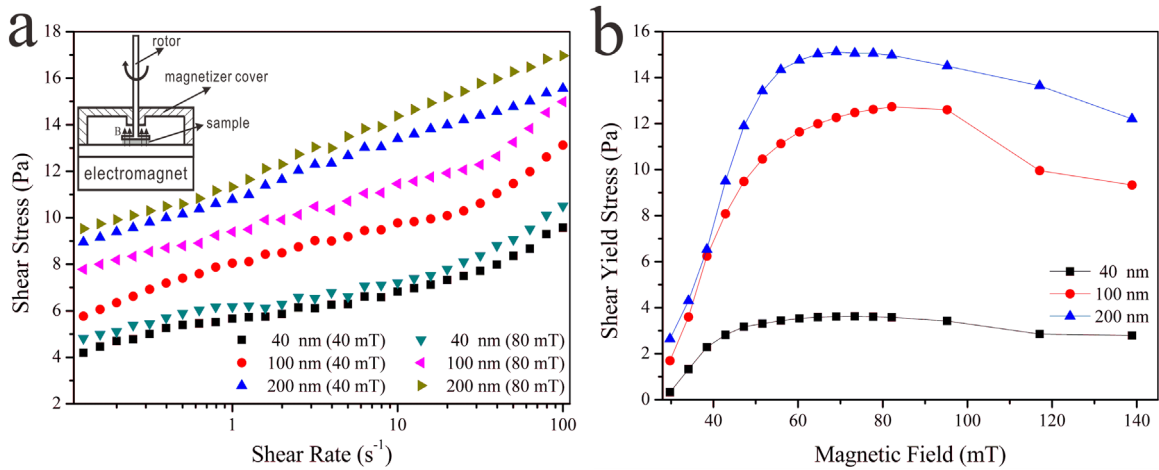 a
18
16
14
12
10
8
6
4
2
Shear Stress (Pa)
rotor
magnetizer cover
B
sample
electromagnet
40 nm (40 mT)
100 nm (40 mT)
200 nm (40 mT)
40 nm (80 mT)
100 nm (80 mT)
200 nm (80 mT)
1
10
100
Shear Rate (s⁻¹)
b
16
14
12
10
8
6
4
2
0
Shear Yield Stress (Pa)
40 nm
100 nm
200 nm
40
60
80
100
120
140
Magnetic Field (mT)